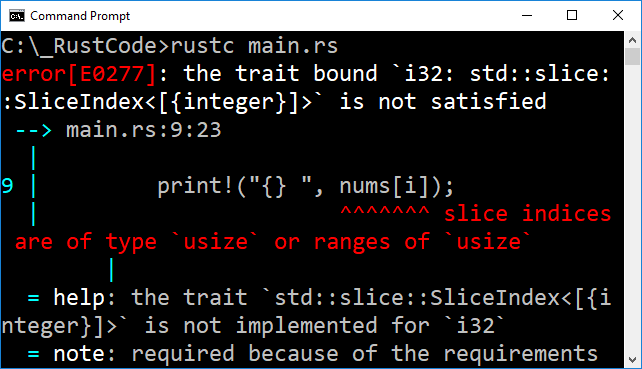 Command Prompt
C:\_RustCode>rustc main.rs
error[E0277]: the trait bound `i32: std::slice:
:SliceIndex<[{integer}]>` is not satisfied
 --> main.rs:9:23
  |
9 |         print!("{} ", nums[i]);
  |                       ^^^^^^^ slice indices
 are of type `usize` or ranges of `usize`
        |
  = help: the trait `std::slice::SliceIndex<[{i
nteger}]>` is not implemented for `i32`
  = note: required because of the requirements